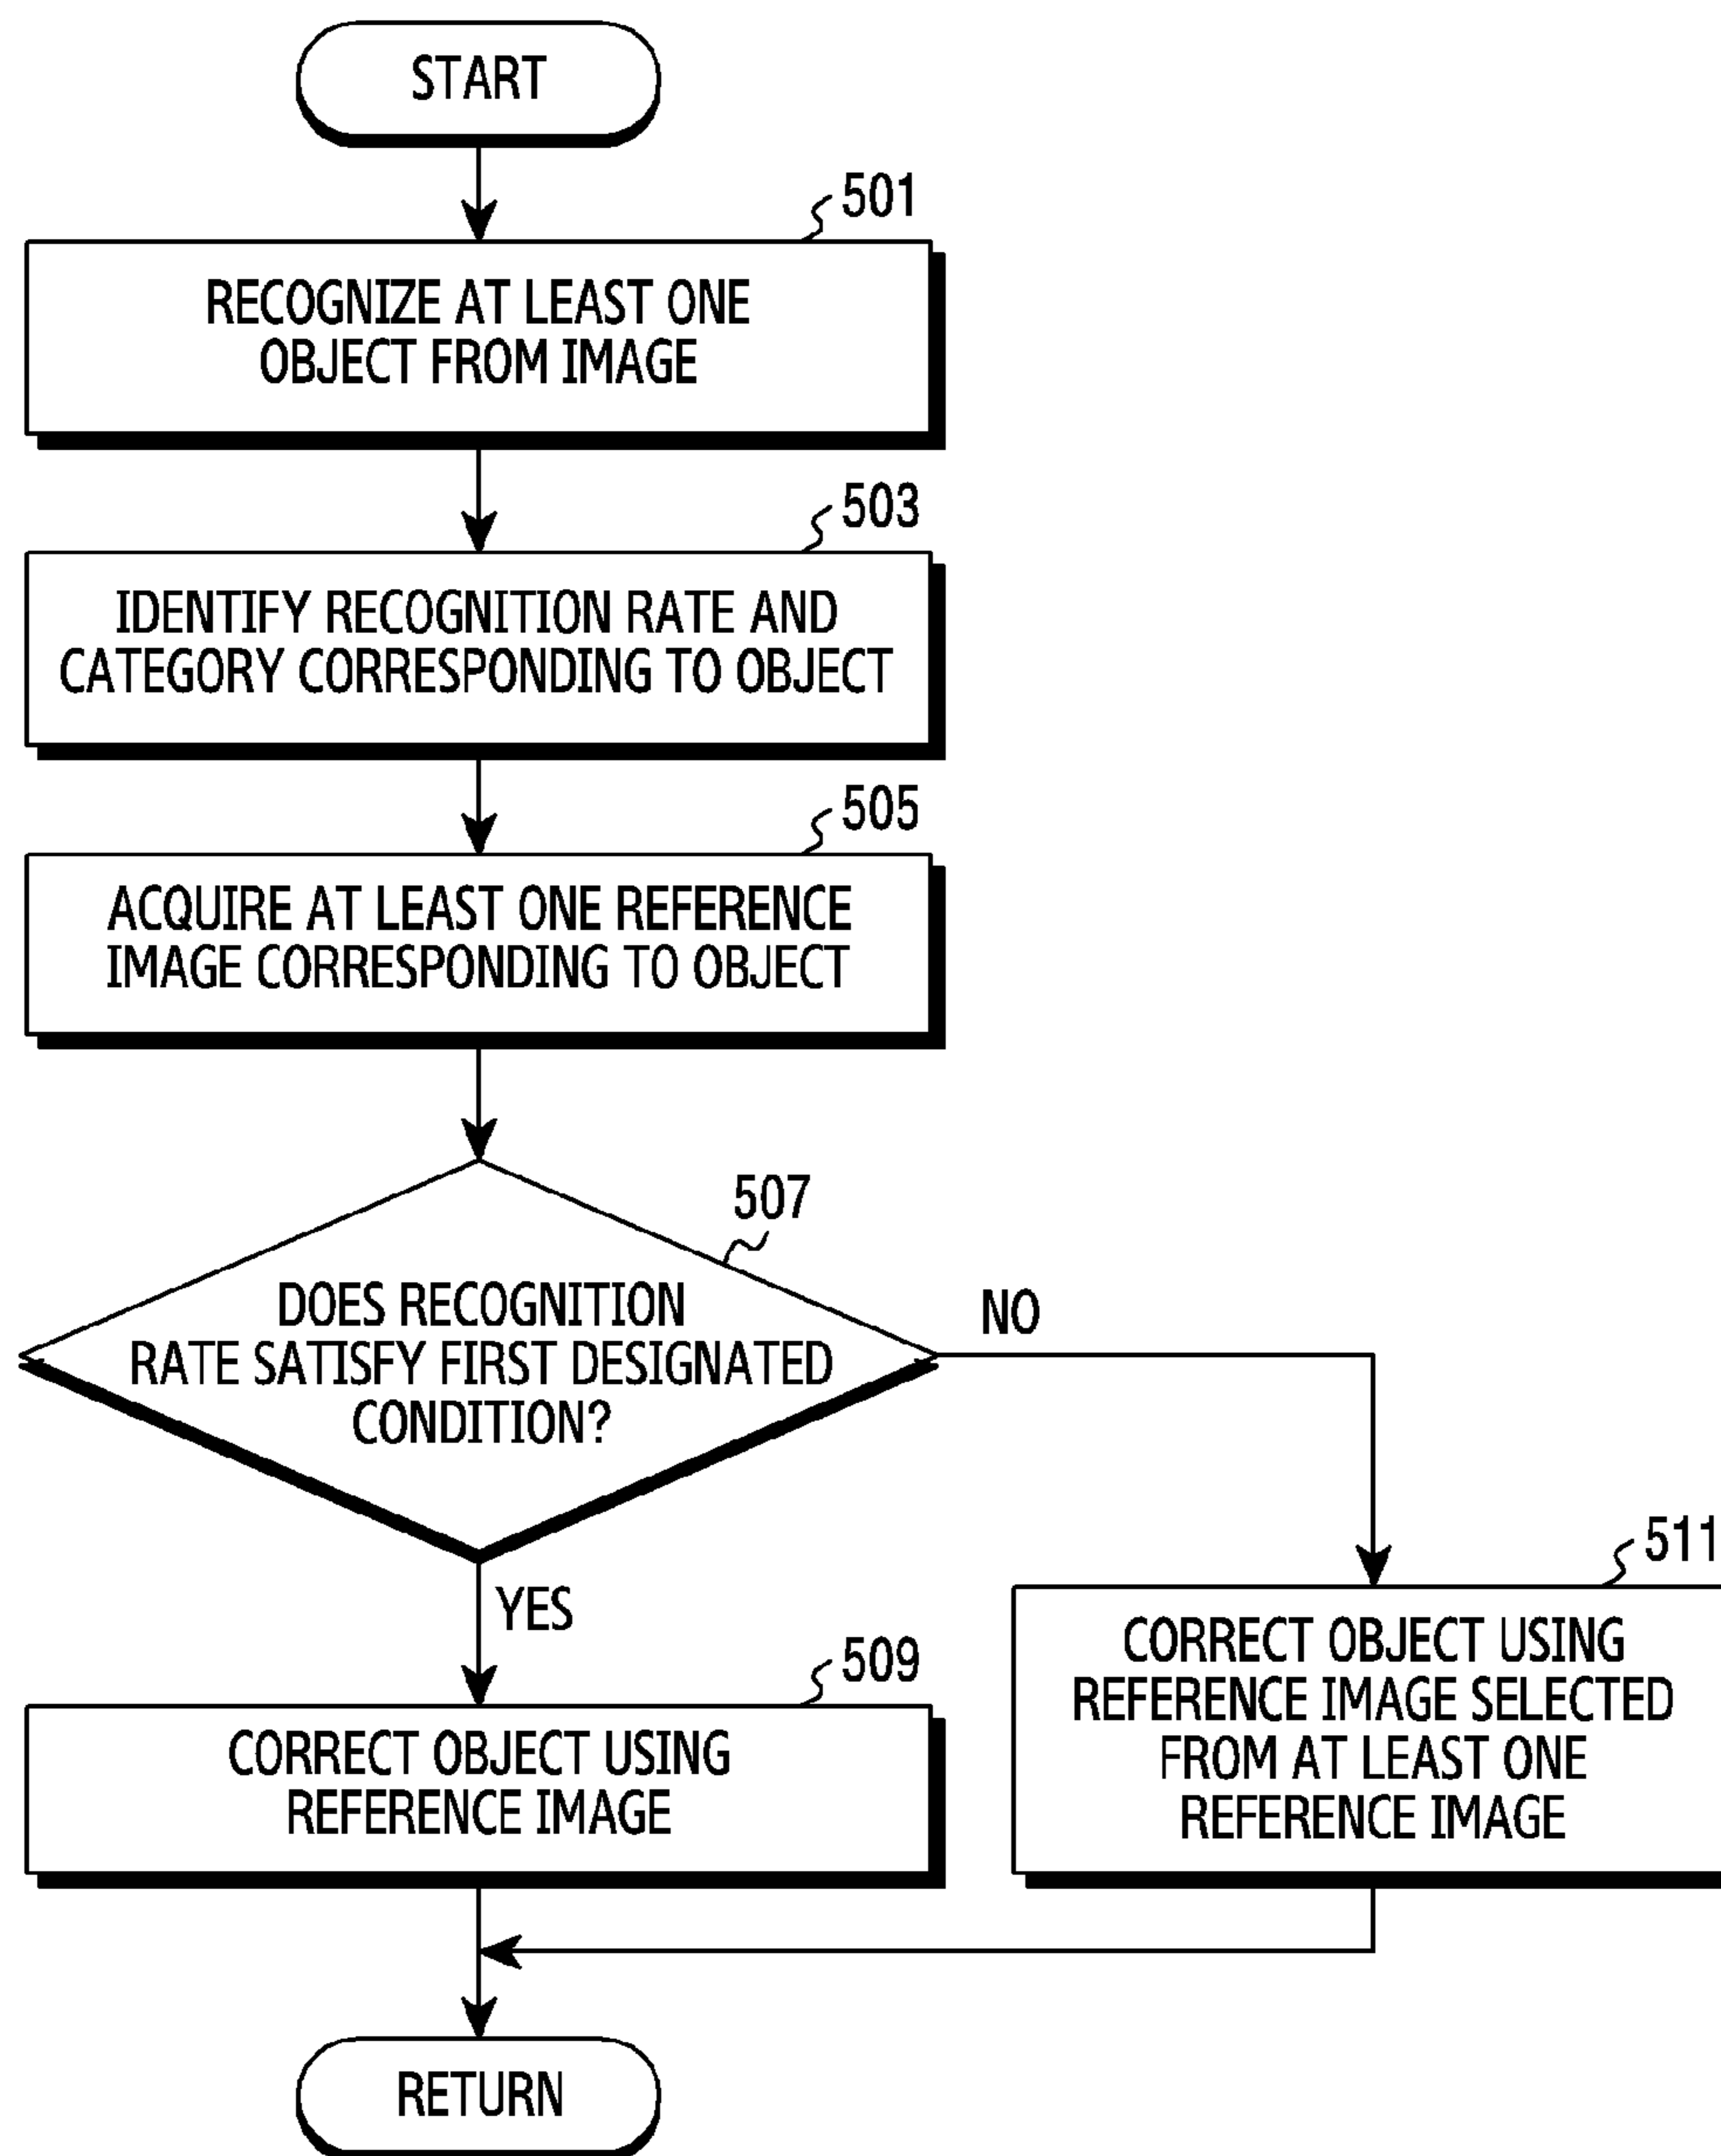 START
501
RECOGNIZE AT LEAST ONE
OBJECT FROM IMAGE
503
IDENTIFY RECOGNITION RATE AND
CATEGORY CORRESPONDING TO OBJECT
505
ACQUIRE AT LEAST ONE REFERENCE
IMAGE CORRESPONDING TO OBJECT
507
DOES RECOGNITION
RATE SATISFY FIRST DESIGNATED
CONDITION?
NO
YES
509
CORRECT OBJECT USING
REFERENCE IMAGE
511
CORRECT OBJECT USING
REFERENCE IMAGE SELECTED
FROM AT LEAST ONE
REFERENCE IMAGE
RETURN